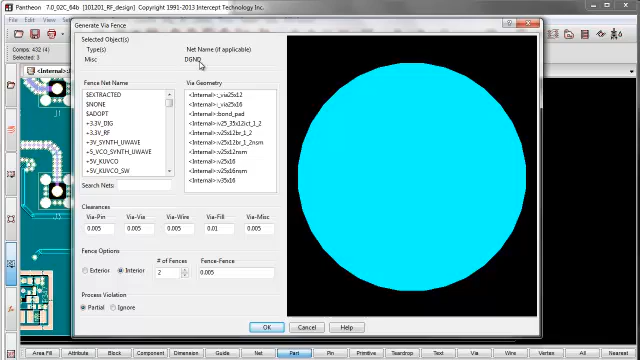 Pantheon 7.0_02C_64b (101201_RF_design) Copyright 1991-2013 Intercept Technology Inc.
File Edit View
Comps: 432 (4)
Selected: 3
Generate Via Fence
Selected Object(s)
Type(s) Net Name (if applicable)
Misc DGND
Fence Net Name
$EXTRACTED
$NONE
$ADOPT
+3.3V_DIG
+3.3V_RF
+3V_SYNTH_UWAVE
+5_VCO_SYNTH_UWAVE
+5V_KUVCO
+5V_KUVCO_SW
Search Nets:
Via Geometry
<Internal>:_via25x12
<Internal>:_via25x16
<Internal>:bond_pad
<Internal>:v25_35x12ict_1_2
<Internal>:v25x12br_1_2
<Internal>:v25x12br_1_2nsm
<Internal>:v25x12nsm
<Internal>:v25x16
<Internal>:v25x16nsm
<Internal>:v35x16
Clearances
Via-Pin Via-Via Via-Wire Via-Fill Via-Misc
0.005 0.005 0.005 0.01 0.005
Fence Options
# of Fences Fence-Fence
Exterior Interior 2 0.005
Process Violation
Partial Ignore
OK Cancel Help
J1
J3
Area Fill Attribute Block Component Dimension Guide Net Part Pin Primitive Teardrop Text Via Wire